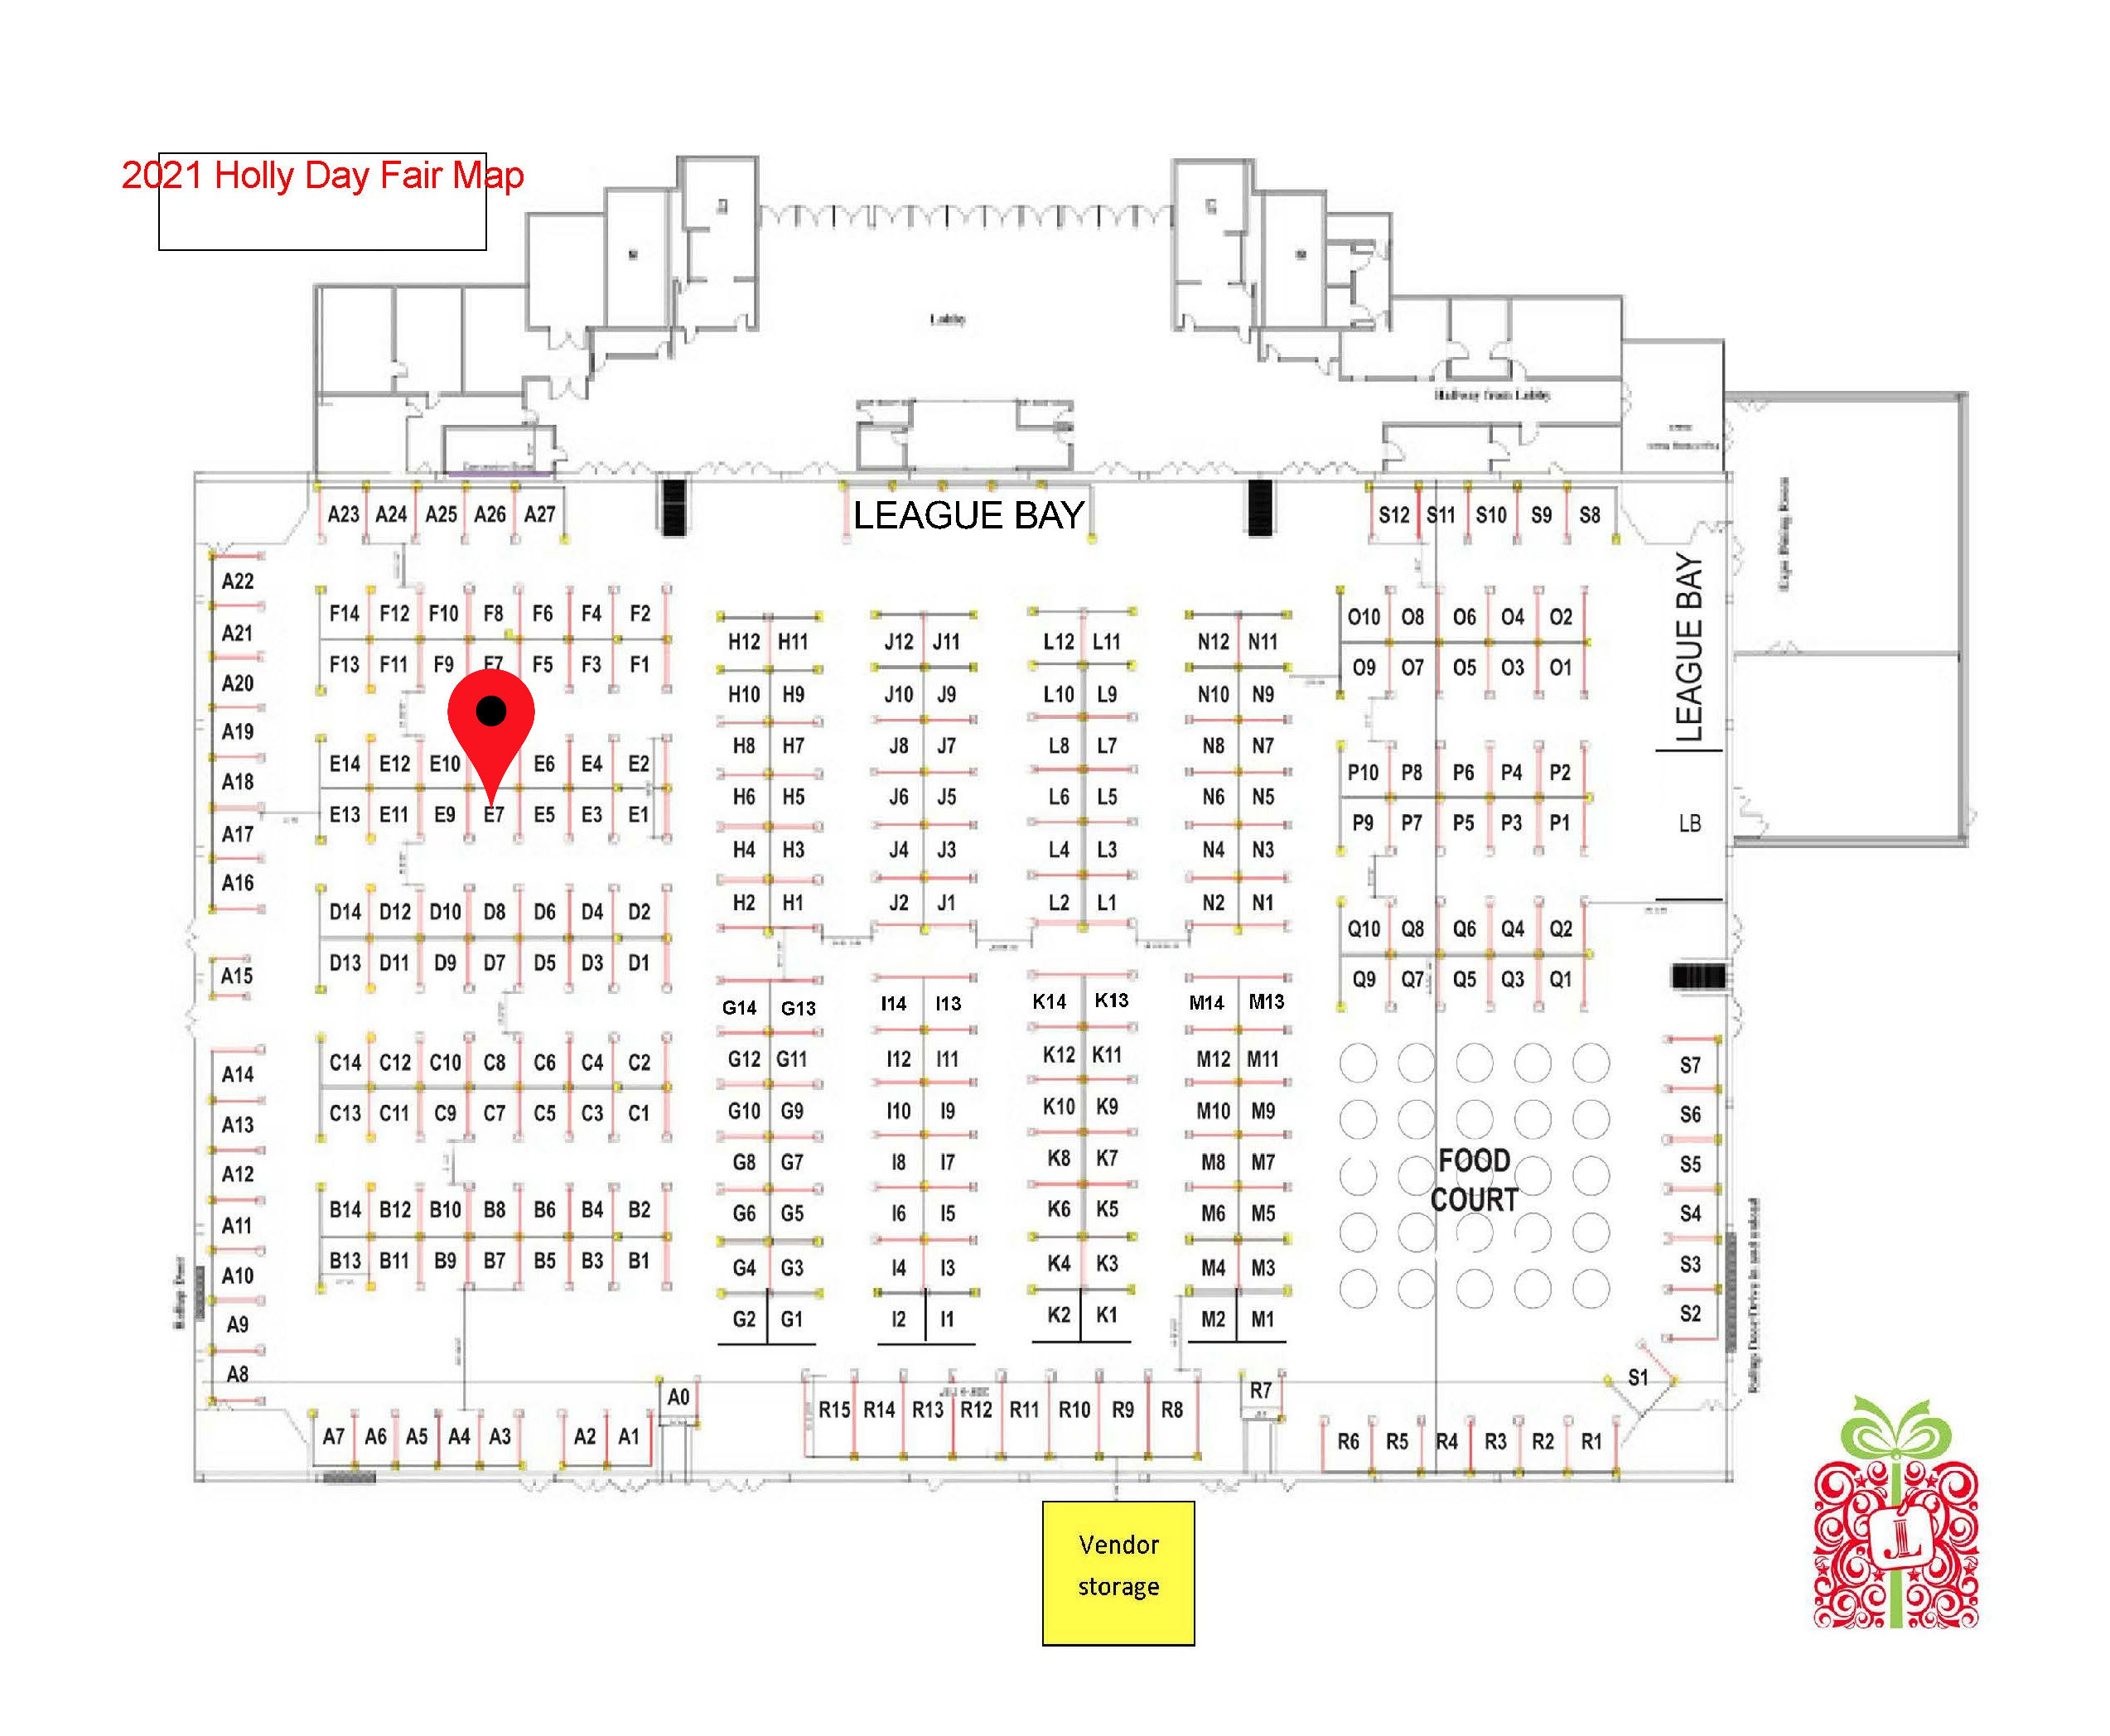 2021 Holly Day Fair Map
Lobby
Hallway from Lobby
LEAGUE BAY
A23 A24 A25 A26 A27
S12 S11 S10 S9 S8
A22
A21
A20
A19
A18
A17
A16
A15
A14
A13
A12
A11
A10
A9
A8
F14 F12 F10 F8 F6 F4 F2
F13 F11 F9 F7 F5 F3 F1
E14 E12 E10 E6 E4 E2
E13 E11 E9 E7 E5 E3 E1
D14 D12 D10 D8 D6 D4 D2
D13 D11 D9 D7 D5 D3 D1
C14 C12 C10 C8 C6 C4 C2
C13 C11 C9 C7 C5 C3 C1
B14 B12 B10 B8 B6 B4 B2
B13 B11 B9 B7 B5 B3 B1
H12 H11
H10 H9
H8 H7
H6 H5
H4 H3
H2 H1
G14 G13
G12 G11
G10 G9
G8 G7
G6 G5
G4 G3
G2 G1
J12 J11
J10 J9
J8 J7
J6 J5
J4 J3
J2 J1
I14 I13
I12 I11
I10 I9
I8 I7
I6 I5
I4 I3
I2 I1
L12 L11
L10 L9
L8 L7
L6 L5
L4 L3
L2 L1
K14 K13
K12 K11
K10 K9
K8 K7
K6 K5
K4 K3
K2 K1
N12 N11
N10 N9
N8 N7
N6 N5
N4 N3
N2 N1
M14 M13
M12 M11
M10 M9
M8 M7
M6 M5
M4 M3
M2 M1
O10 O8 O6 O4 O2
O9 O7 O5 O3 O1
P10 P8 P6 P4 P2
P9 P7 P5 P3 P1
Q10 Q8 Q6 Q4 Q2
Q9 Q7 Q5 Q3 Q1
LEAGUE BAY
LB
FOOD
COURT
S7
S6
S5
S4
S3
S2
S1
A7 A6 A5 A4 A3 A2 A1
A0
R15 R14 R13 R12 R11 R10 R9 R8
R7
R6 R5 R4 R3 R2 R1
Vendor
storage
JL